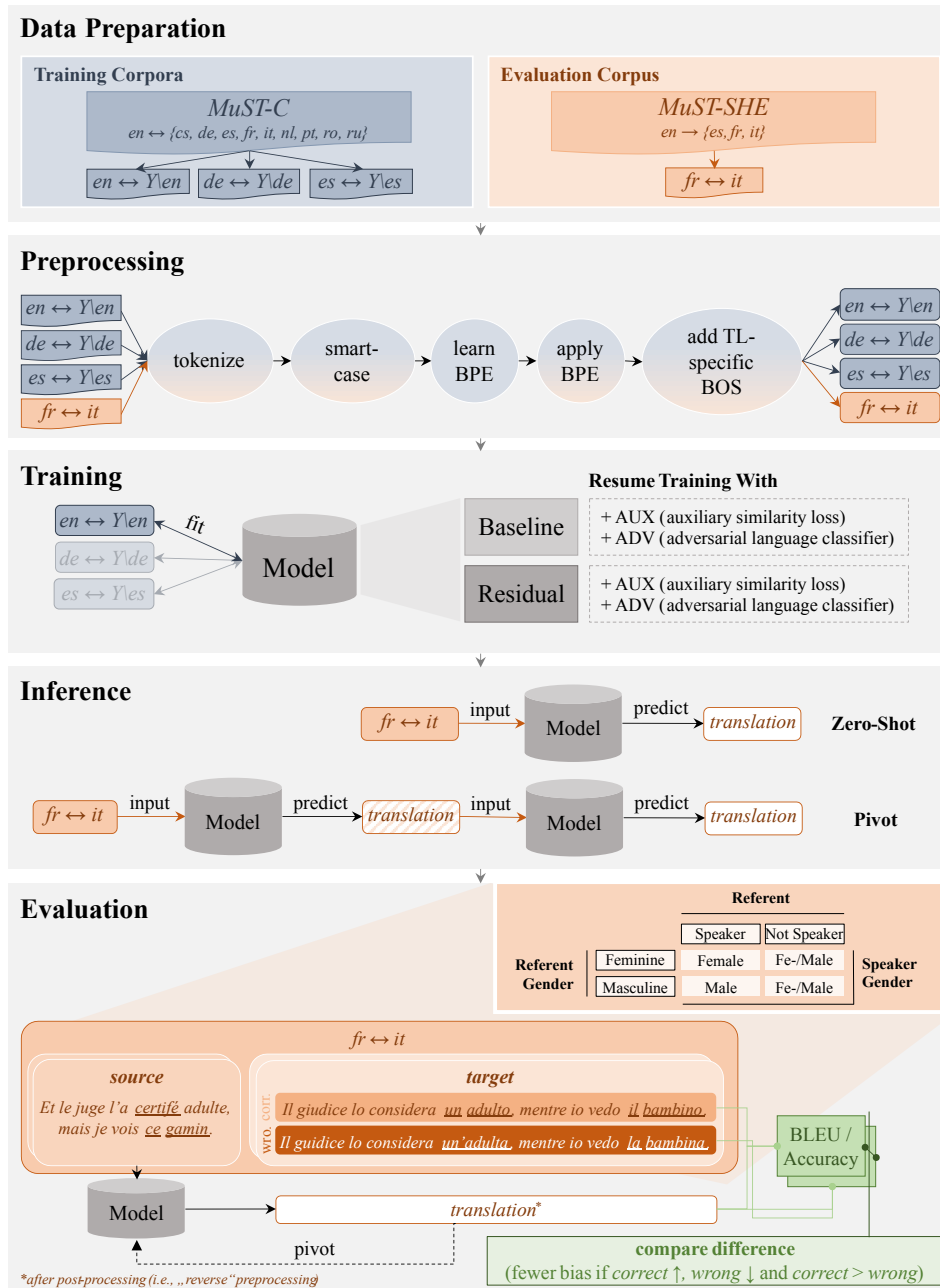 Data Preparation
Training Corpora
MuST-C
en ↔ {cs, de, es, fr, it, nl, pt, ro, ru}
en ↔ Y\en
de ↔ Y\de
es ↔ Y\es
Evaluation Corpus
MuST-SHE
en → {es, fr, it}
fr ↔ it
Preprocessing
en ↔ Y\en
de ↔ Y\de
es ↔ Y\es
fr ↔ it
tokenize
smart-
case
learn
BPE
apply
BPE
add TL-
specific
BOS
en ↔ Y\en
de ↔ Y\de
es ↔ Y\es
fr ↔ it
Training
en ↔ Y\en
de ↔ Y\de
es ↔ Y\es
fit
Model
Resume Training With
Baseline
+ AUX (auxiliary similarity loss)
+ ADV (adversarial language classifier)
Residual
+ AUX (auxiliary similarity loss)
+ ADV (adversarial language classifier)
Inference
fr ↔ it
input
Model
predict
translation
Zero-Shot
fr ↔ it
input
Model
predict
translation
input
Model
predict
translation
Pivot
Evaluation
Referent
Speaker
Not Speaker
Referent
Gender
Feminine
Female
Fe-/Male
Masculine
Male
Fe-/Male
Speaker
Gender
fr ↔ it
source
Et le juge l'a certifé adulte,
mais je vois ce gamin.
target
corr.
Il giudice lo considera un adulto, mentre io vedo il bambino.
wro.
Il guidice lo considera un'adulta, mentre io vedo la bambina.
BLEU /
Accuracy
Model
translation*
pivot
compare difference
(fewer bias if correct ↑, wrong ↓ and correct > wrong)
*after post-processing (i.e., „reverse“ preprocessing)